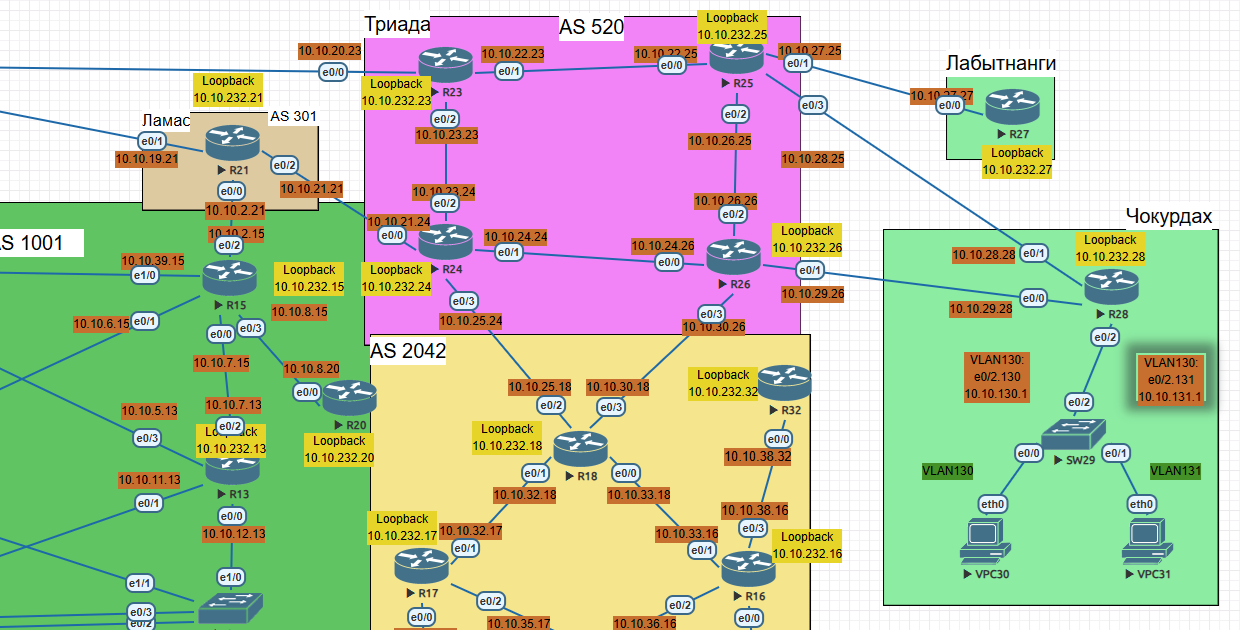 Триада
AS 520
Loopback
10.10.232.25
10.10.20.23
e0/0
10.10.22.23
e0/1
10.10.22.25
e0/0
10.10.27.25
e0/1
R25
Loopback
10.10.232.23
R23
e0/2
10.10.23.23
e0/2
10.10.26.25
e0/3
10.10.28.25
Лабытнанги
10.10.27.27
e0/0
R27
Loopback
10.10.232.27
Loopback
10.10.232.21
Ламас
AS 301
e0/1
10.10.19.21
R21
e0/2
10.10.21.21
e0/0
10.10.2.21
10.10.23.24
e0/2
10.10.21.24
e0/0
R24
10.10.24.24
e0/1
Loopback
10.10.232.24
e0/3
10.10.25.24
10.10.26.26
e0/2
10.10.24.26
e0/0
R26
Loopback
10.10.232.26
e0/1
10.10.29.26
e0/3
10.10.30.26
S 1001
10.10.2.15
e0/2
10.10.39.15
e1/0
R15
Loopback
10.10.232.15
10.10.8.15
10.10.6.15
e0/1
e0/0
e0/3
10.10.7.15
10.10.8.20
e0/0
R20
Loopback
10.10.232.20
10.10.7.13
e0/2
10.10.5.13
e0/3
Loopback
10.10.232.13
R13
10.10.11.13
e0/1
e0/0
10.10.12.13
e1/0
e1/1
e0/3
e0/2
AS 2042
10.10.25.18
e0/2
10.10.30.18
e0/3
Loopback
10.10.232.18
R18
e0/1
10.10.32.18
e0/0
10.10.33.18
Loopback
10.10.232.32
R32
e0/0
10.10.38.32
10.10.38.16
e0/3
Loopback
10.10.232.17
10.10.32.17
e0/1
R17
e0/2
10.10.35.17
e0/0
10.10.33.16
e0/1
Loopback
10.10.232.16
R16
e0/2
10.10.36.16
e0/0
Чокурдах
Loopback
10.10.232.28
10.10.28.28
e0/1
10.10.29.28
e0/0
R28
e0/2
VLAN130:
e0/2.130
10.10.130.1
VLAN130:
e0/2.131
10.10.131.1
e0/2
SW29
e0/0
e0/1
VLAN130
VLAN131
eth0
eth0
VPC30
VPC31